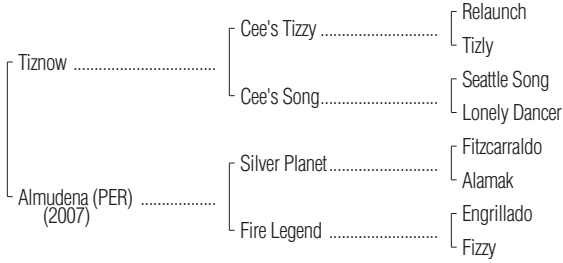 Relaunch
Cee's Tizzy ........................
Tizly
Tiznow .............................
Seattle Song
Cee's Song........................
Lonely Dancer
Fitzcarraldo
Silver Planet......................
Alamak
Almudena (PER) ...............
(2007)
Engrillado
Fire Legend ......................
Fizzy